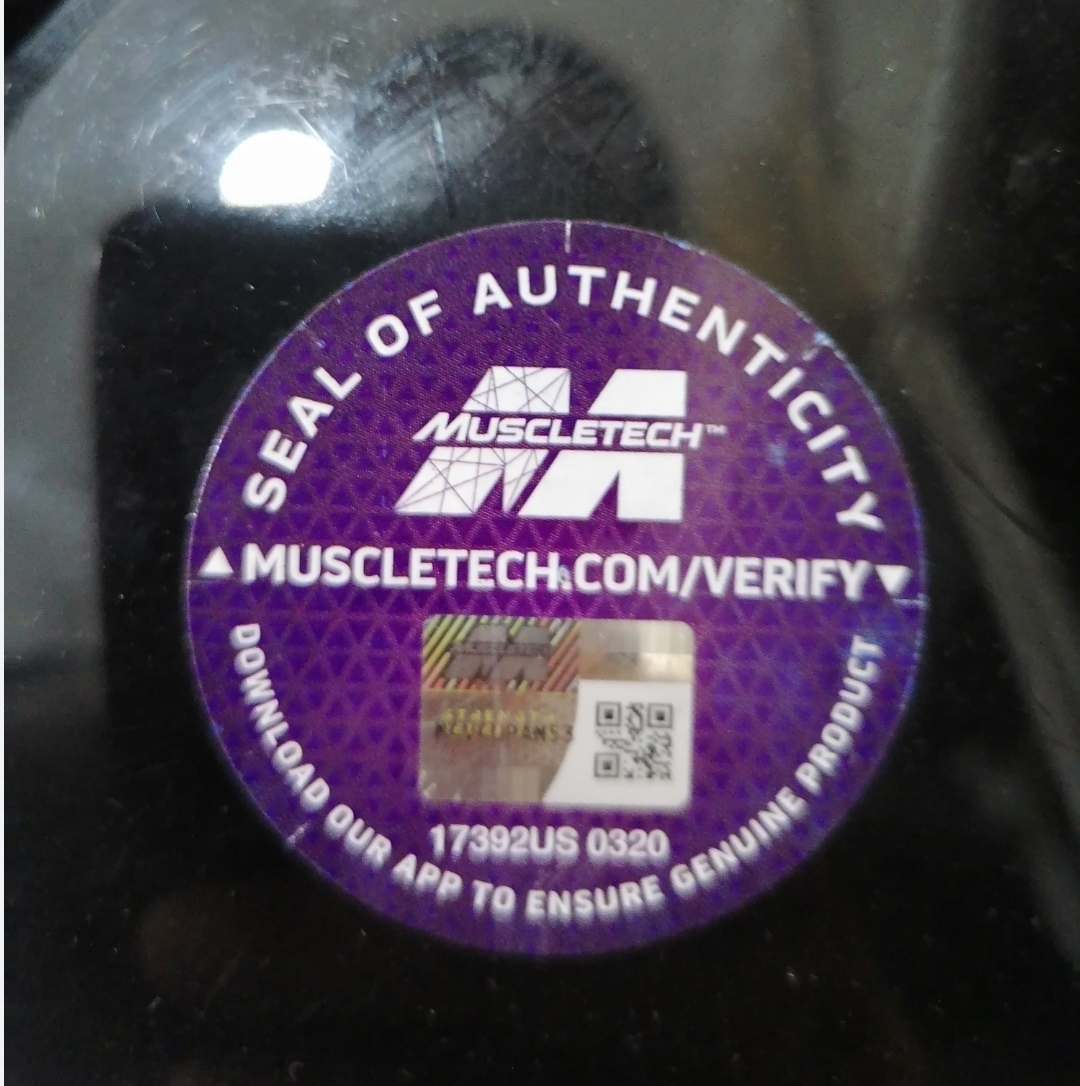 SEAL OF AUTHENTICITY
MUSCLETECH™
▲MUSCLETECH.COM/VERIFY▼
17392US 0320
DOWNLOAD OUR APP TO ENSURE GENUINE PRODUCT